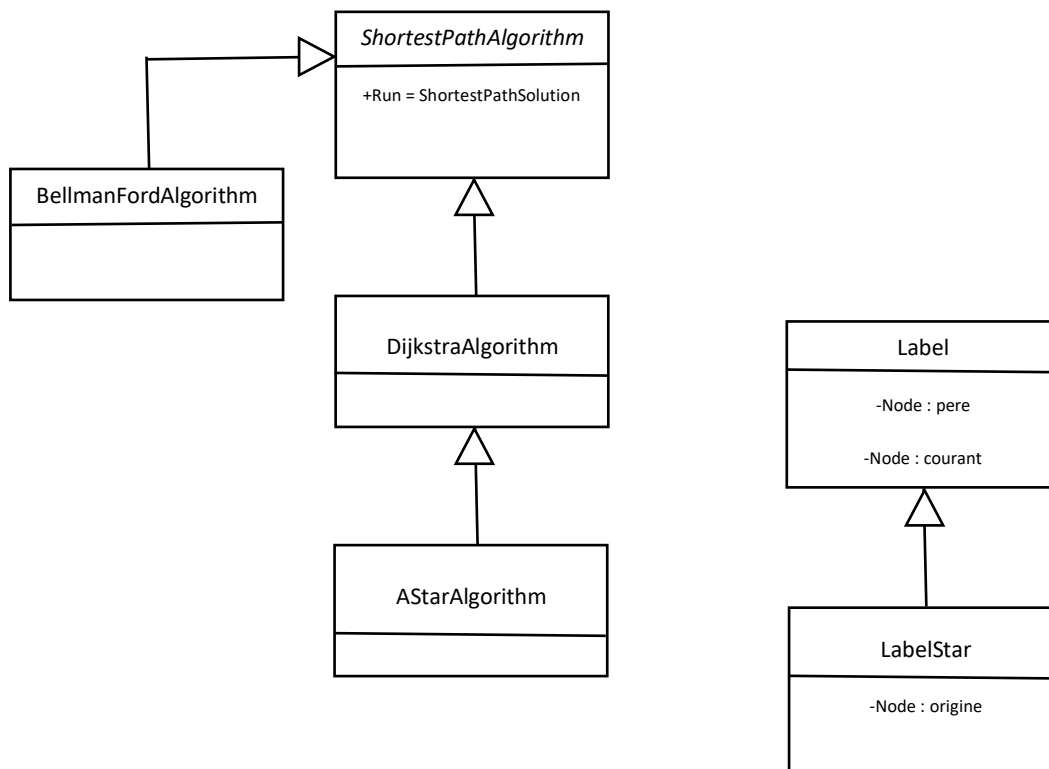 ShortestPathAlgorithm
+Run = ShortestPathSolution
BellmanFordAlgorithm
DijkstraAlgorithm
AStarAlgorithm
Label
-Node : pere
-Node : courant
LabelStar
-Node : origine